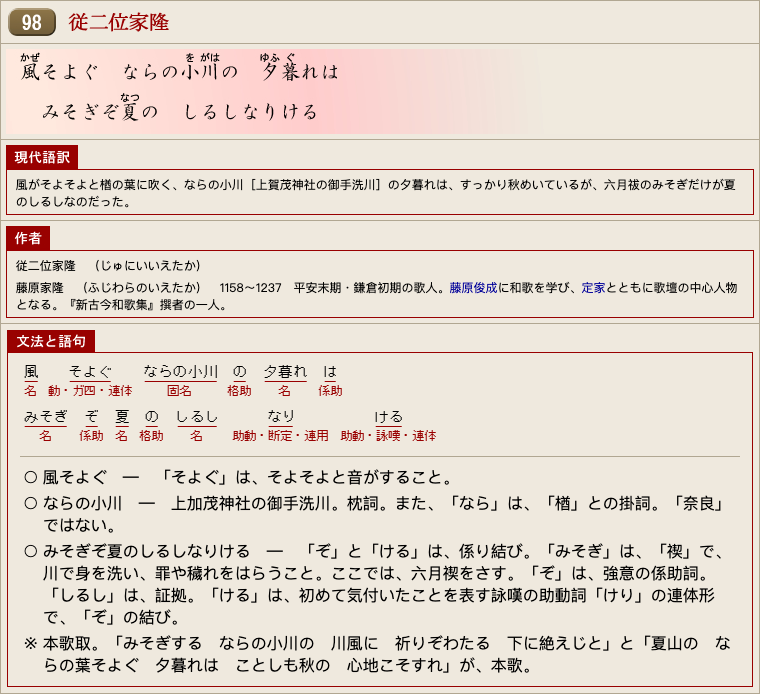 98 従二位家隆
風そよぐ　ならの小川の　夕暮れは
かぜ　を　がは　ゆふ　ぐ
みそぎぞ夏の　しるしなりける
なつ
現代語訳
風がそよそよと楢の葉に吹く、ならの小川［上賀茂神社の御手洗川］の夕暮れは、すっかり秋めいているが、六月祓のみそぎだけが夏
のしるしなのだった。
作者
従二位家隆　（じゅにいいえたか）
藤原家隆　（ふじわらのいえたか）　1158～1237　平安末期・鎌倉初期の歌人。藤原俊成に和歌を学び、定家とともに歌壇の中心人物
となる。『新古今和歌集』撰者の一人。
文法と語句
風　そよぐ　ならの小川　の　夕暮れ　は
名　動・ガ四・連体　固名　格助　名　係助
みそぎ　ぞ　夏　の　しるし　なり　ける
名　係助　名　格助　名　助動・断定・連用　助動・詠嘆・連体
○ 風そよぐ　―　「そよぐ」は、そよそよと音がすること。
○ ならの小川　―　上加茂神社の御手洗川。枕詞。また、「なら」は、「楢」との掛詞。「奈良」
ではない。
○ みそぎぞ夏のしるしなりける　―　「ぞ」と「ける」は、係り結び。「みそぎ」は、「禊」で、
川で身を洗い、罪や穢れをはらうこと。ここでは、六月禊をさす。「ぞ」は、強意の係助詞。
「しるし」は、証拠。「ける」は、初めて気付いたことを表す詠嘆の助動詞「けり」の連体形
で、「ぞ」の結び。
※ 本歌取。「みそぎする　ならの小川の　川風に　祈りぞわたる　下に絶えじと」と「夏山の　な
らの葉そよぐ　夕暮れは　ことしも秋の　心地こそすれ」が、本歌。